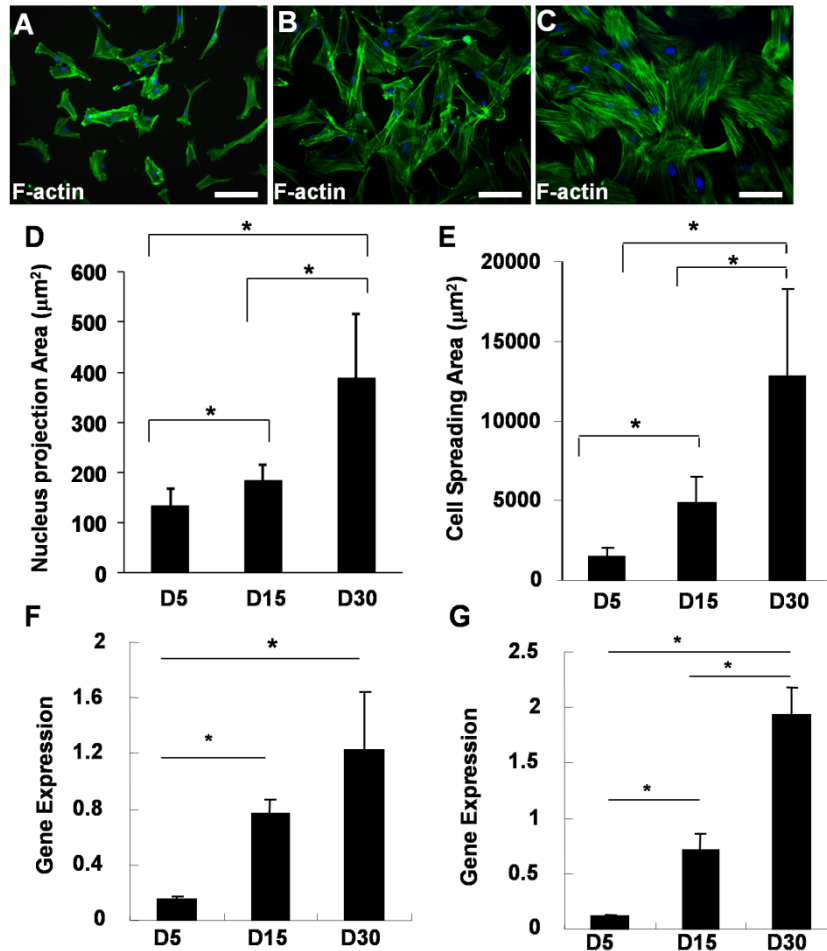 A
F-actin
B
F-actin
C
F-actin
D
Nucleus projection Area (µm²)
600
500
400
300
200
100
0
*
*
*
D5 D15 D30
E
Cell Spreading Area (µm²)
20000
15000
10000
5000
0
*
*
*
D5 D15 D30
F
Gene Expression
2
1.6
1.2
0.8
0.4
0
*
*
D5 D15 D30
G
Gene Expression
2.5
2
1.5
1
0.5
0
*
*
*
D5 D15 D30